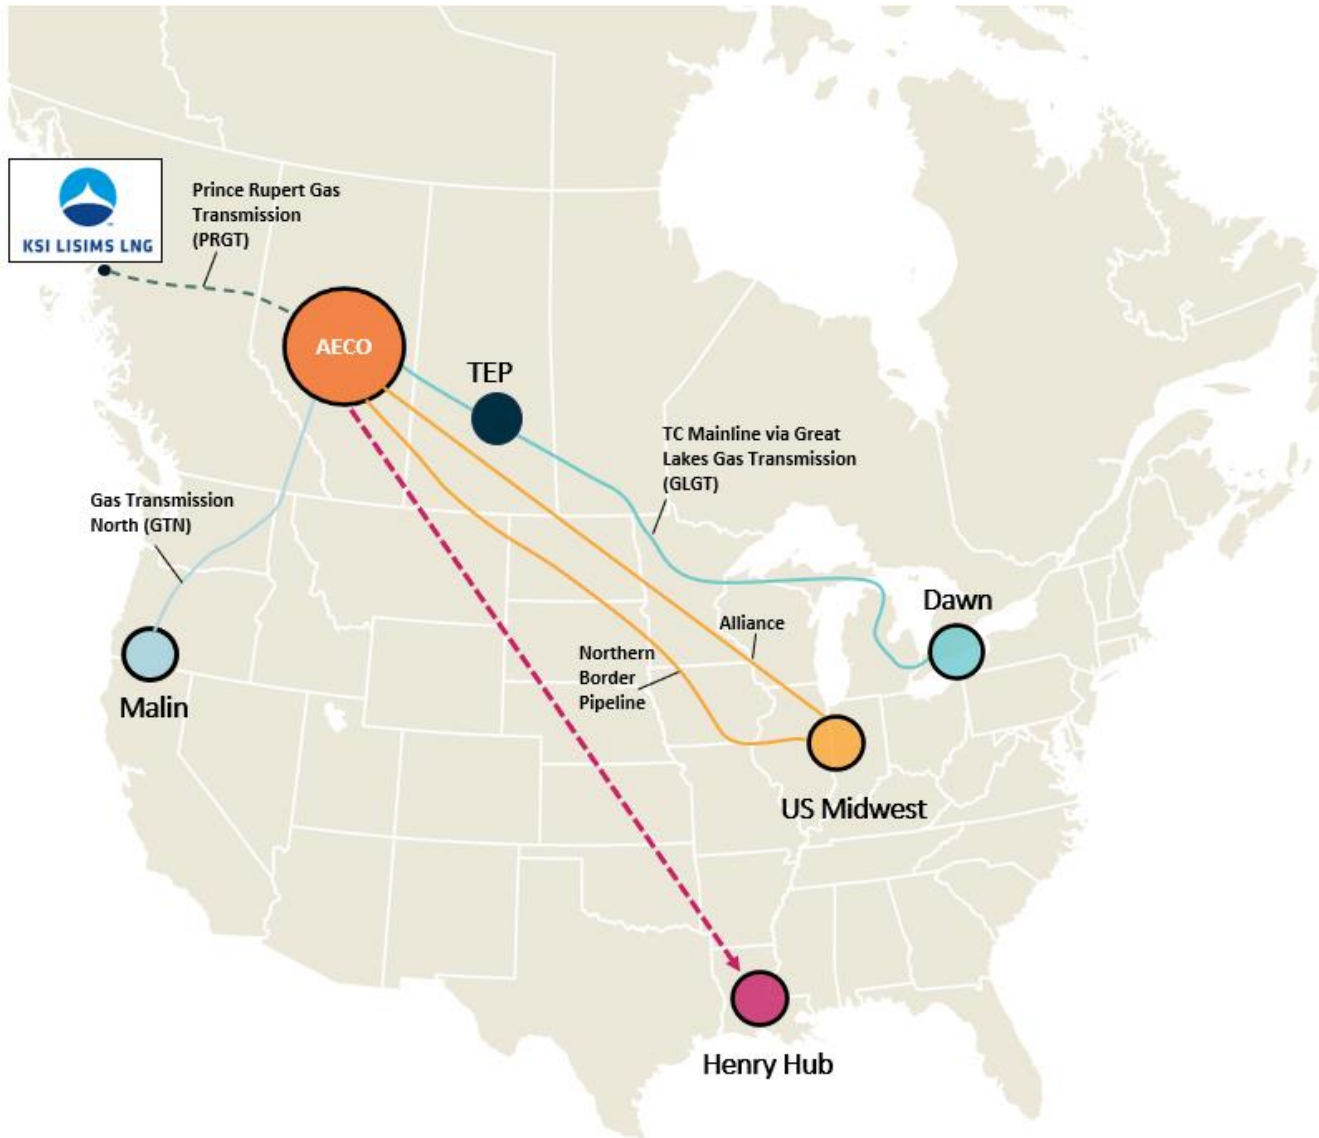 Prince Rupert Gas
Transmission
(PRGT)
KSI LISIMS LNG
AECO
TEP
TC Mainline via Great
Lakes Gas Transmission
(GLGT)
Gas Transmission
North (GTN)
Dawn
Alliance
Northern
Border
Pipeline
Malin
US Midwest
Henry Hub